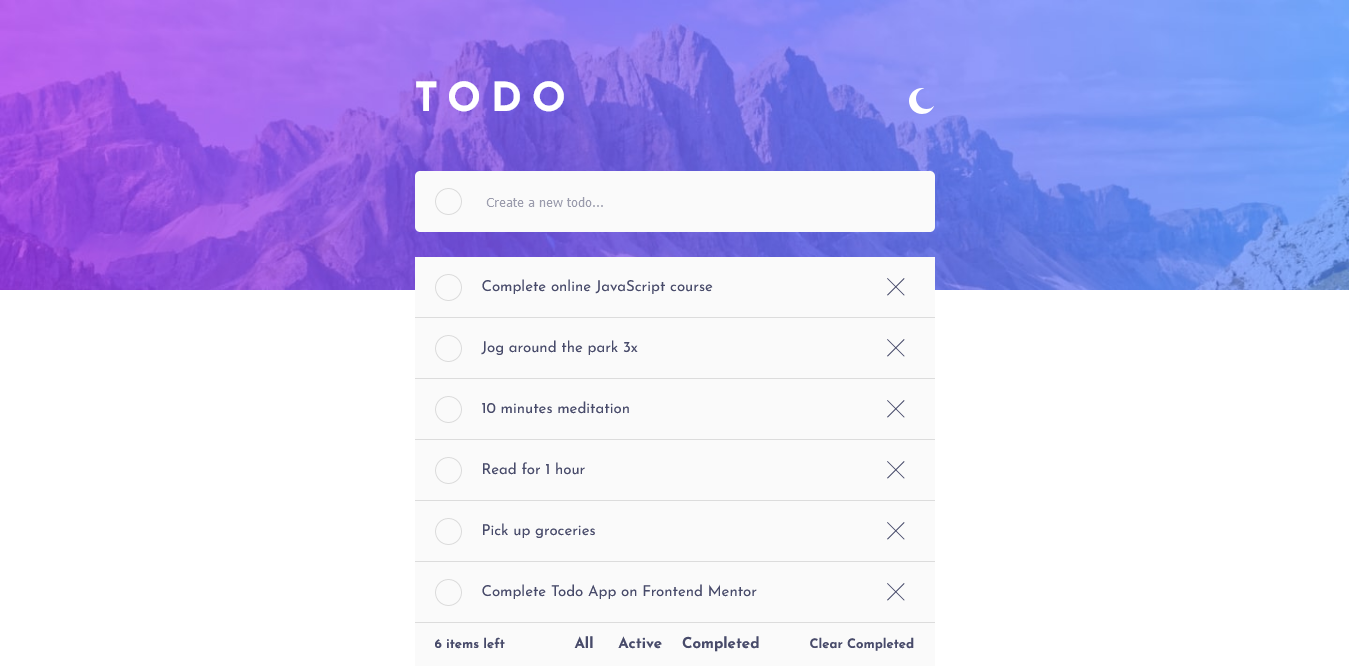 TODO
Create a new todo...
Complete online JavaScript course
Jog around the park 3x
10 minutes meditation
Read for 1 hour
Pick up groceries
Complete Todo App on Frontend Mentor
6 items left All Active Completed Clear Completed